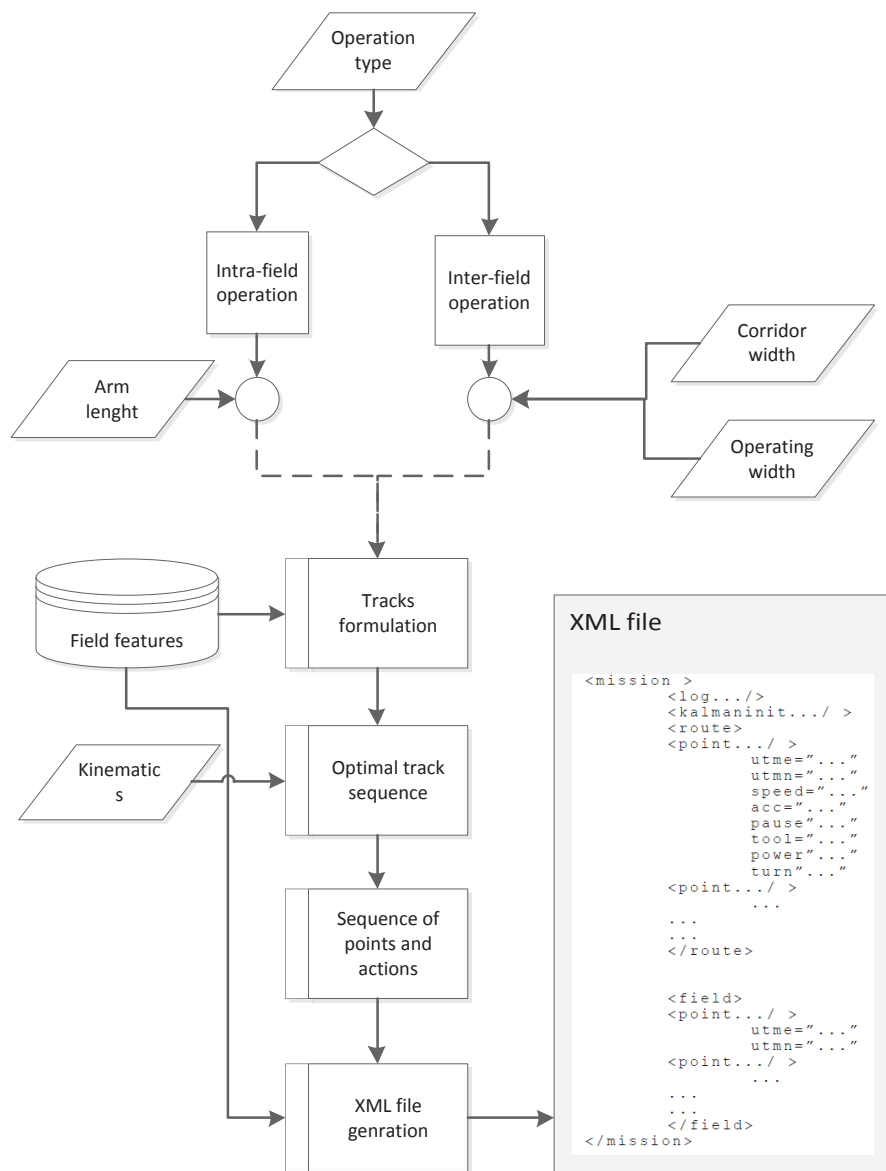 Operation
type
Intra-field
operation
Inter-field
operation
Corridor
width
Arm
lenght
Operating
width
Tracks
formulation
Field features
Kinematic
s
Optimal track
sequence
Sequence of
points and
actions
XML file
genration
XML file
<mission >
<log.../>
<kalmaninit.../ >
<route>
<point.../ >
utme="..."
utmn="..."
speed="..."
acc="..."
pause"..."
tool="..."
power"..."
turn"..."
<point.../ >
...
...
...
</route>
<field>
<point.../ >
utme="..."
utmn="..."
<point.../ >
...
...
...
</field>
</mission>